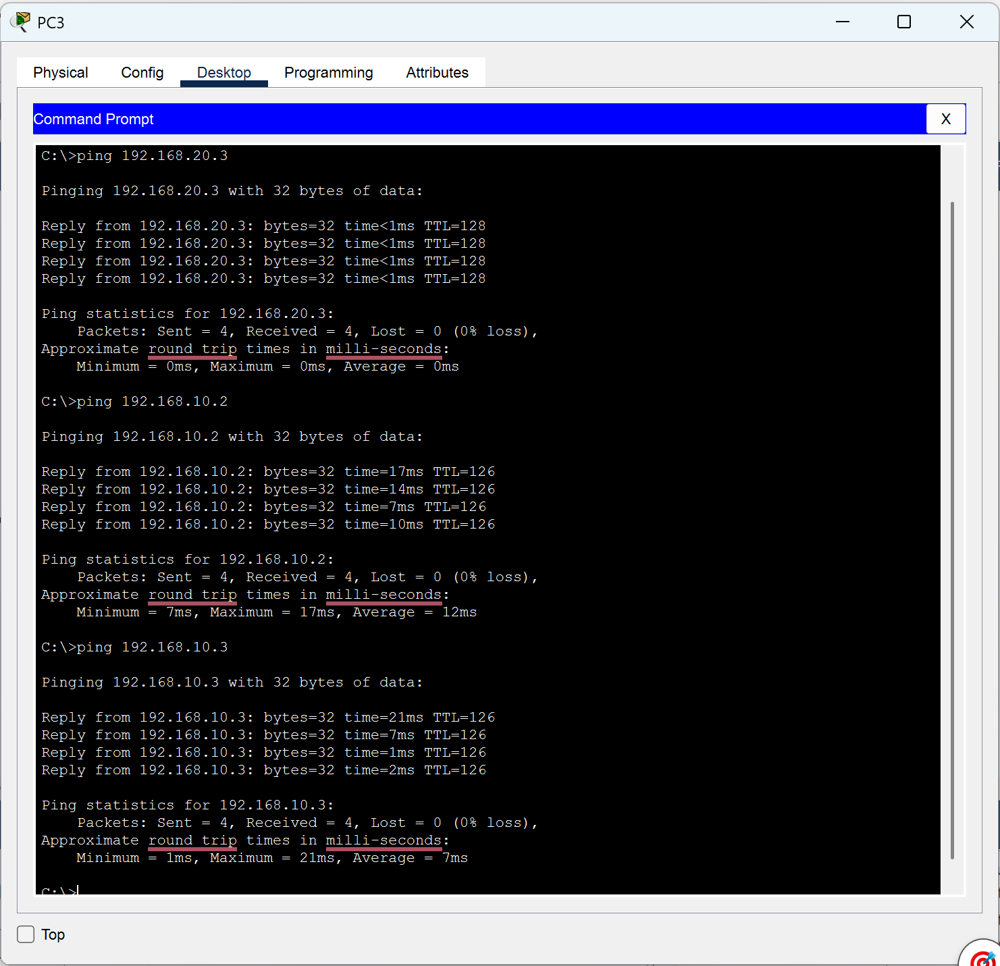 PC3
Physical Config Desktop Programming Attributes
Command Prompt X
C:\>ping 192.168.20.3
Pinging 192.168.20.3 with 32 bytes of data:
Reply from 192.168.20.3: bytes=32 time<1ms TTL=128
Reply from 192.168.20.3: bytes=32 time<1ms TTL=128
Reply from 192.168.20.3: bytes=32 time<1ms TTL=128
Reply from 192.168.20.3: bytes=32 time<1ms TTL=128
Ping statistics for 192.168.20.3:
Packets: Sent = 4, Received = 4, Lost = 0 (0% loss),
Approximate round trip times in milli-seconds:
Minimum = 0ms, Maximum = 0ms, Average = 0ms
C:\>ping 192.168.10.2
Pinging 192.168.10.2 with 32 bytes of data:
Reply from 192.168.10.2: bytes=32 time=17ms TTL=126
Reply from 192.168.10.2: bytes=32 time=14ms TTL=126
Reply from 192.168.10.2: bytes=32 time=7ms TTL=126
Reply from 192.168.10.2: bytes=32 time=10ms TTL=126
Ping statistics for 192.168.10.2:
Packets: Sent = 4, Received = 4, Lost = 0 (0% loss),
Approximate round trip times in milli-seconds:
Minimum = 7ms, Maximum = 17ms, Average = 12ms
C:\>ping 192.168.10.3
Pinging 192.168.10.3 with 32 bytes of data:
Reply from 192.168.10.3: bytes=32 time=21ms TTL=126
Reply from 192.168.10.3: bytes=32 time=7ms TTL=126
Reply from 192.168.10.3: bytes=32 time=1ms TTL=126
Reply from 192.168.10.3: bytes=32 time=2ms TTL=126
Ping statistics for 192.168.10.3:
Packets: Sent = 4, Received = 4, Lost = 0 (0% loss),
Approximate round trip times in milli-seconds:
Minimum = 1ms, Maximum = 21ms, Average = 7ms
C:\>
Top